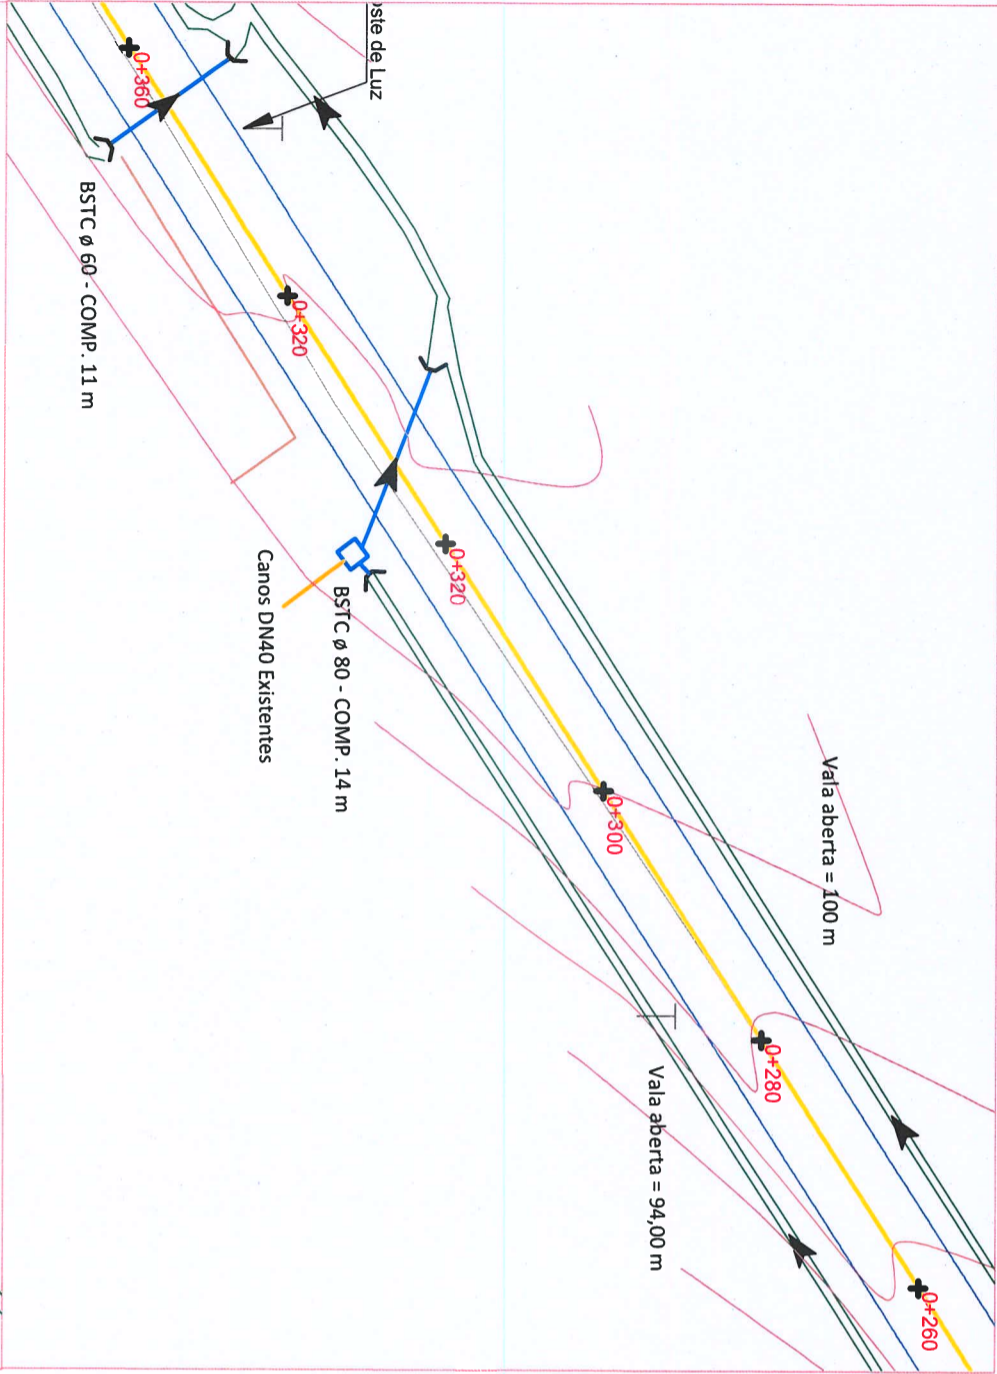 oste de Luz
0+360
BSTC ø 60 - COMP. 11 m
0+320
0+320
Canos DN40 Existentes
BSTC ø 80 - COMP. 14 m
0+300
Vala aberta = 100 m
0+280
Vala aberta = 94,00 m
0+260